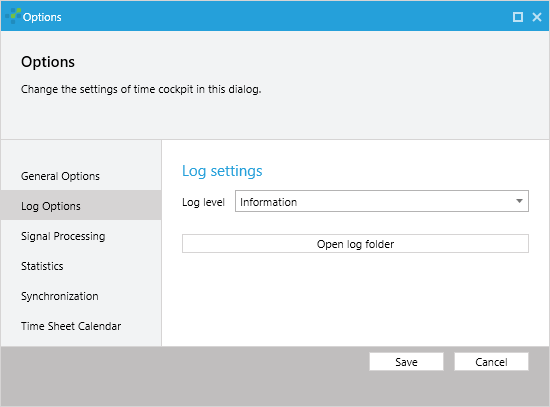 Options
Options
Change the settings of time cockpit in this dialog.
General Options
Log Options
Signal Processing
Statistics
Synchronization
Time Sheet Calendar
Log settings
Log level Information
Open log folder
Save Cancel